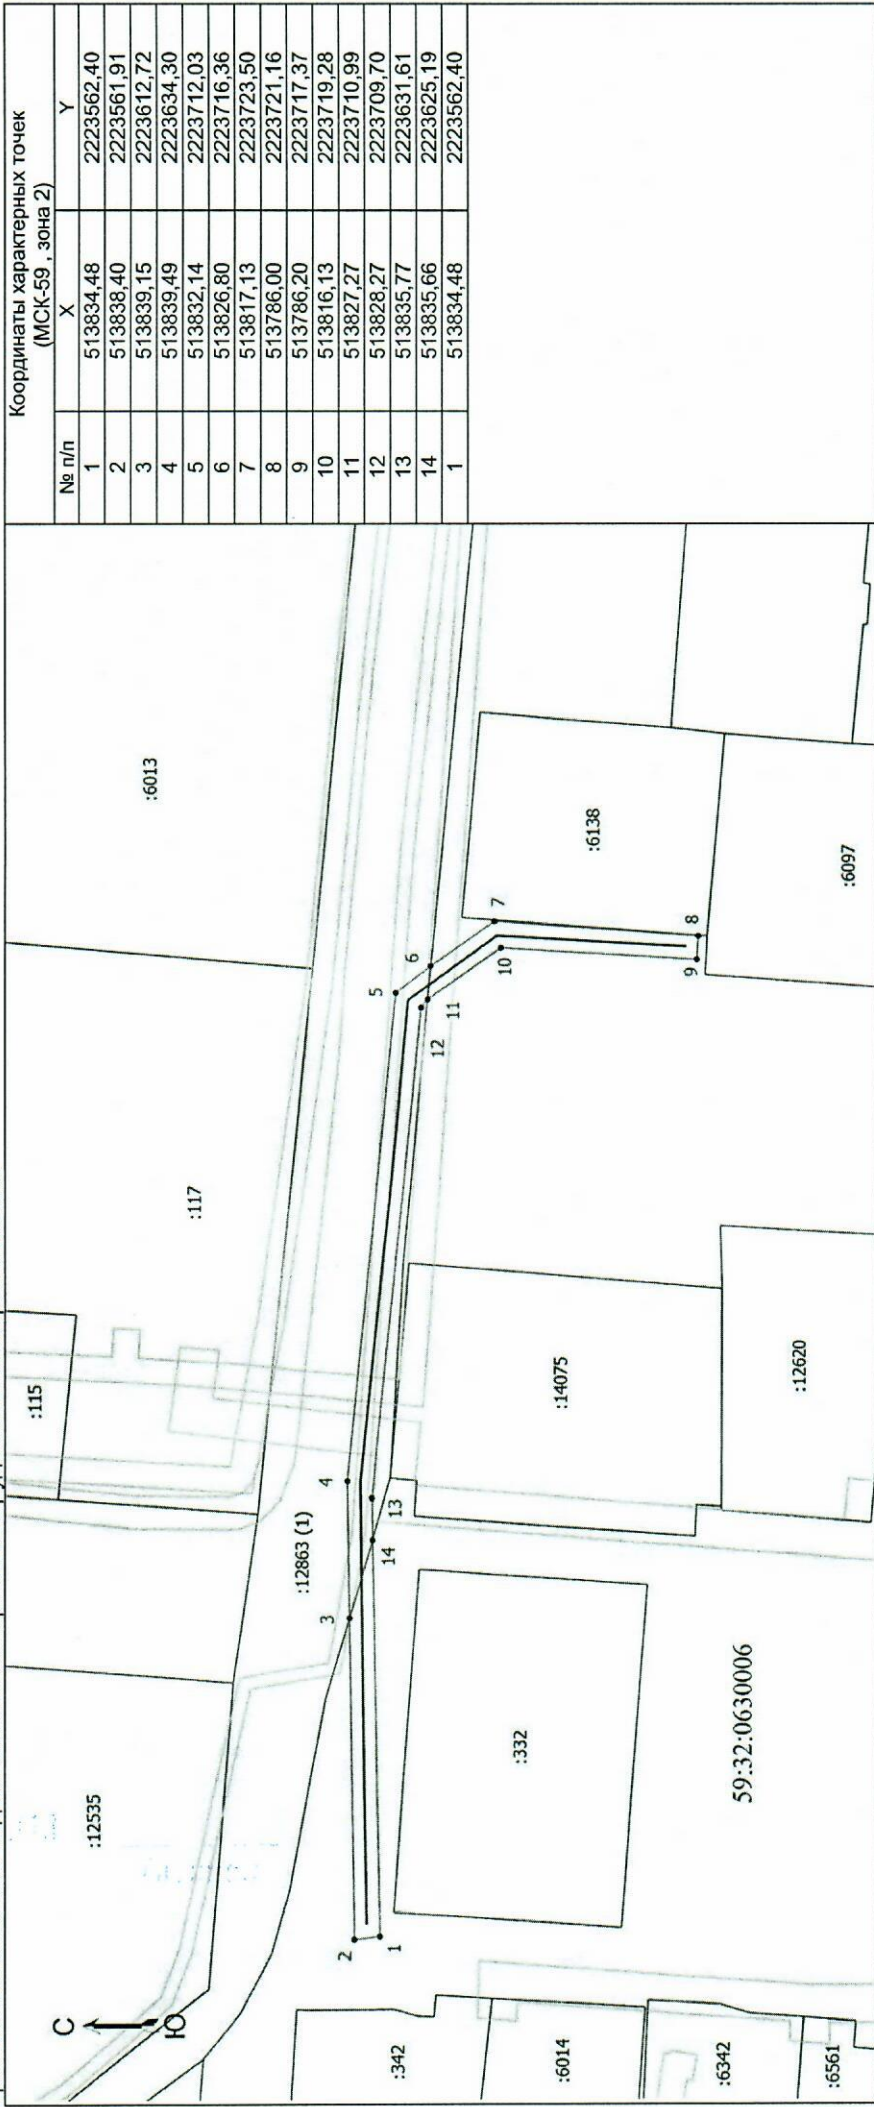 Координаты характерных точек
(МСК-59 , зона 2)
№ п/п X Y
1 513834,48 2223562,40
2 513838,40 2223561,91
3 513839,15 2223612,72
4 513839,49 2223634,30
5 513832,14 2223712,03
6 513826,80 2223716,36
7 513817,13 2223723,50
8 513786,00 2223721,16
9 513786,20 2223717,37
10 513816,13 2223719,28
11 513827,27 2223710,99
12 513828,27 2223709,70
13 513835,77 2223631,61
14 513835,66 2223625,19
1 513834,48 2223562,40
С
Ю
:12535
:115
:117
:6013
:12863 (1)
2
1
3
14
4
13
5
12
11
6
10
7
9
8
:342
:6014
:6342
:6561
:332
:14075
:12620
:6138
:6097
59:32:0630006